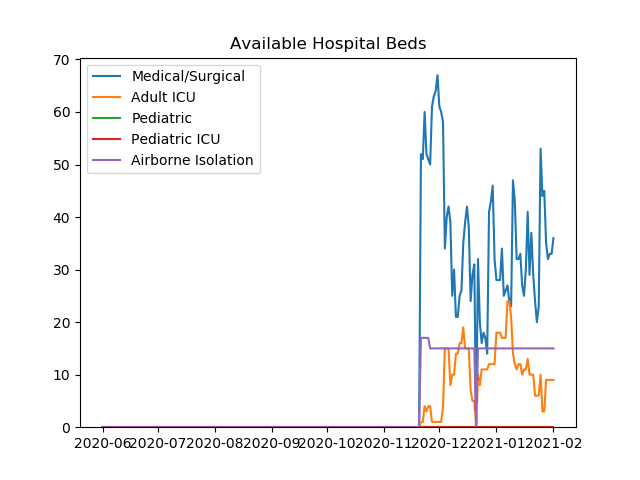 Available Hospital Beds
70
60
50
40
30
20
10
0
Medical/Surgical
Adult ICU
Pediatric
Pediatric ICU
Airborne Isolation
2020-06 2020-07 2020-08 2020-09 2020-10 2020-11 2020-12 2021-01 2021-02